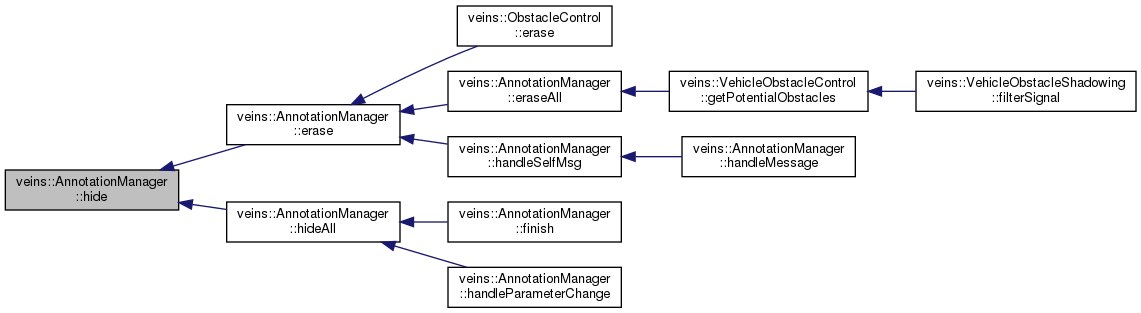 veins::ObstacleControl
::erase
veins::AnnotationManager
::eraseAll
veins::VehicleObstacleControl
::getPotentialObstacles
veins::VehicleObstacleShadowing
::filterSignal
veins::AnnotationManager
::erase
veins::AnnotationManager
::handleSelfMsg
veins::AnnotationManager
::handleMessage
veins::AnnotationManager
::hide
veins::AnnotationManager
::hideAll
veins::AnnotationManager
::finish
veins::AnnotationManager
::handleParameterChange